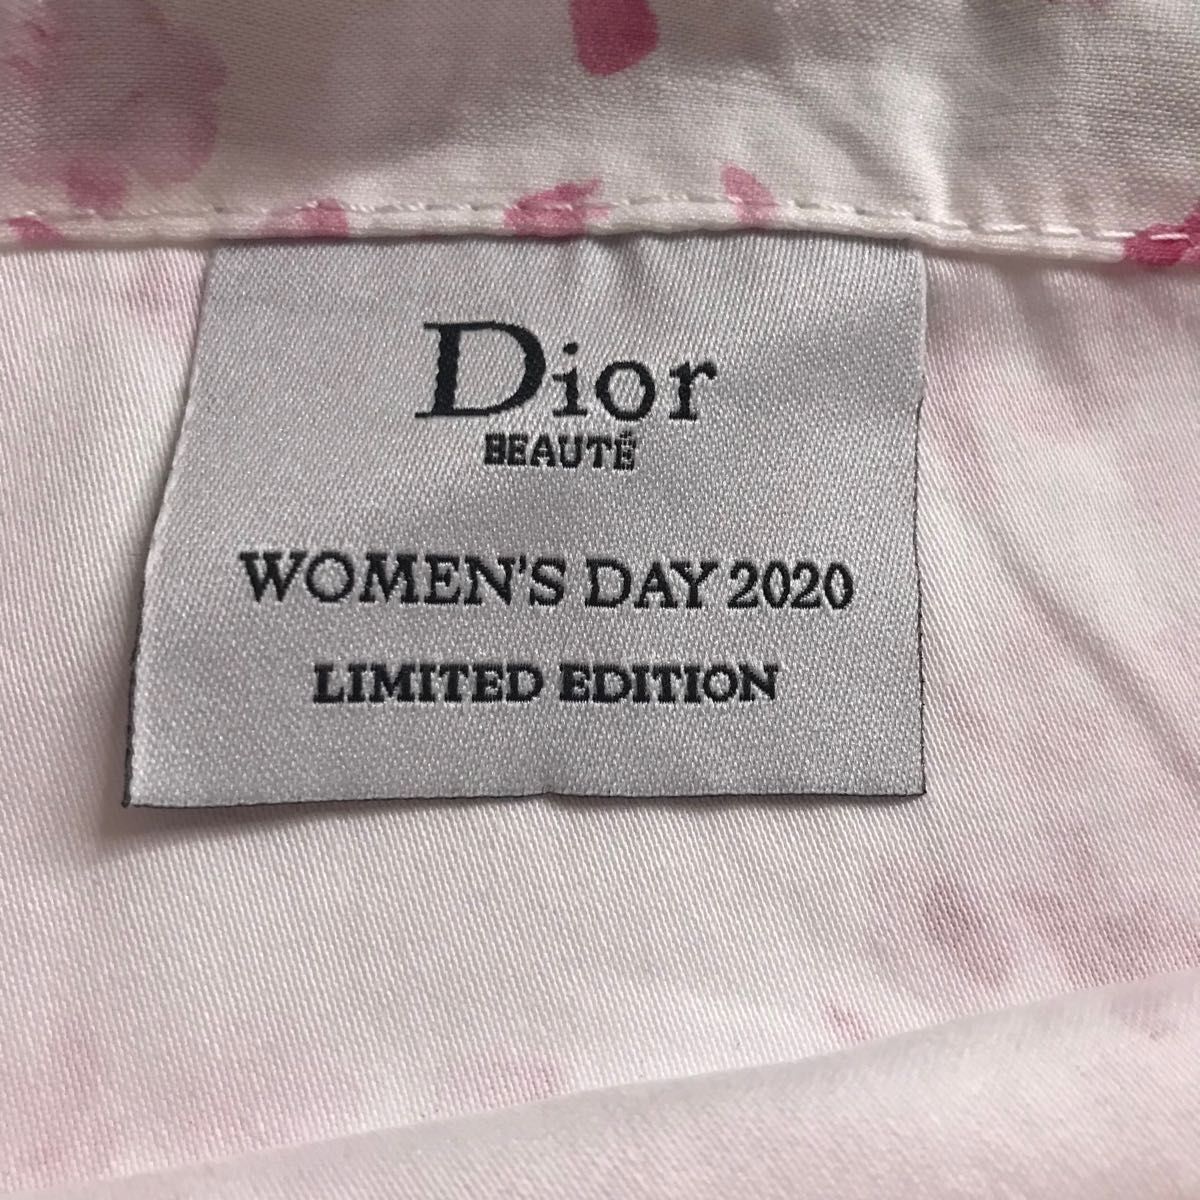 Dior
BEAUTÉ
WOMEN'S DAY 2020
LIMITED EDITION